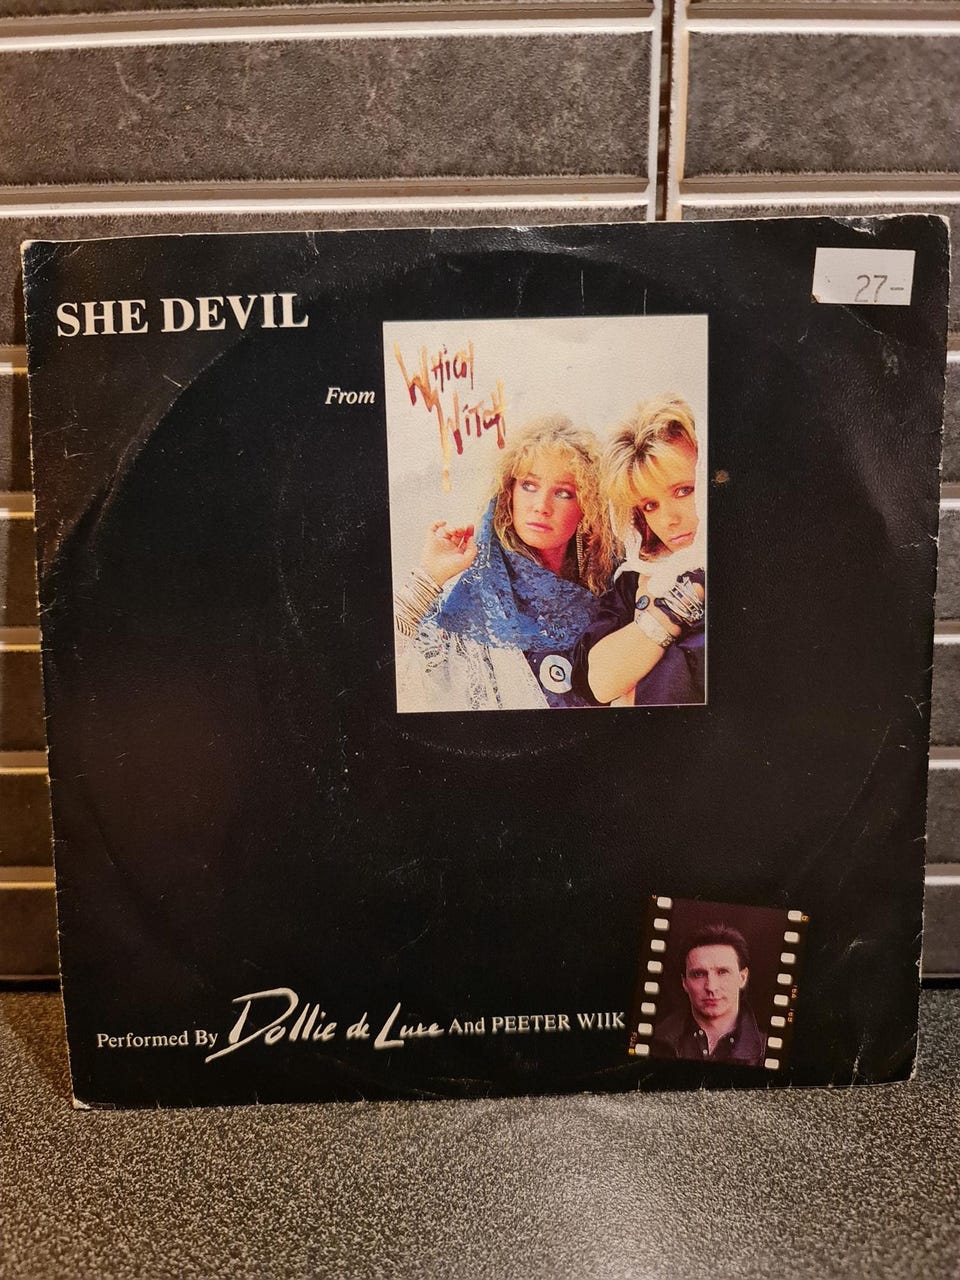 SHE DEVIL
27-
From
WHICH
WITCH
Performed By Dollie de Luxe And PEETER WIIK